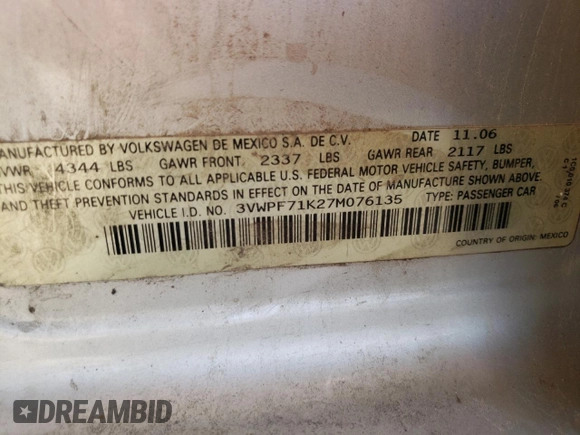 MANUFACTURED BY VOLKSWAGEN DE MEXICO S.A. DE C.V. DATE 11.06
VWR 4344 LBS GAWR FRONT 2337 LBS GAWR REAR 2117 LBS
THIS VEHICLE CONFORMS TO ALL APPLICABLE U.S. FEDERAL MOTOR VEHICLE SAFETY, BUMPER,
AND THEFT PREVENTION STANDARDS IN EFFECT ON THE DATE OF MANUFACTURE SHOWN ABOVE.
VEHICLE I.D. NO. 3VWPF71K27M076135 TYPE: PASSENGER CAR
COUNTRY OF ORIGIN: MEXICO
DREAMBID